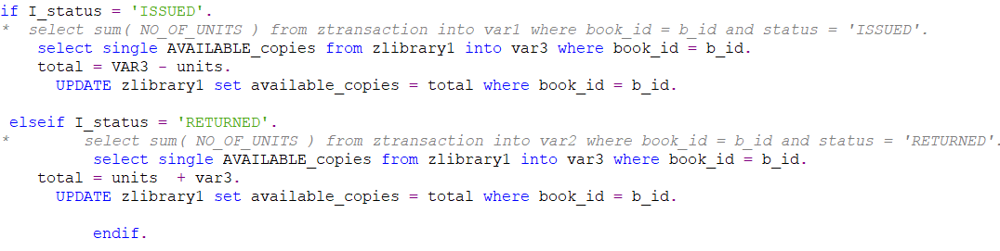 if I_status = 'ISSUED'.
*  select sum( NO_OF_UNITS ) from ztransaction into var1 where book_id = b_id and status = 'ISSUED'.
select single AVAILABLE_copies from zlibrary1 into var3 where book_id = b_id.
total = VAR3 - units.
UPDATE zlibrary1 set available_copies = total where book_id = b_id.
elseif I_status = 'RETURNED'.
*        select sum( NO_OF_UNITS ) from ztransaction into var2 where book_id = b_id and status = 'RETURNED'.
select single AVAILABLE_copies from zlibrary1 into var3 where book_id = b_id.
total = units  + var3.
UPDATE zlibrary1 set available_copies = total where book_id = b_id.
endif.